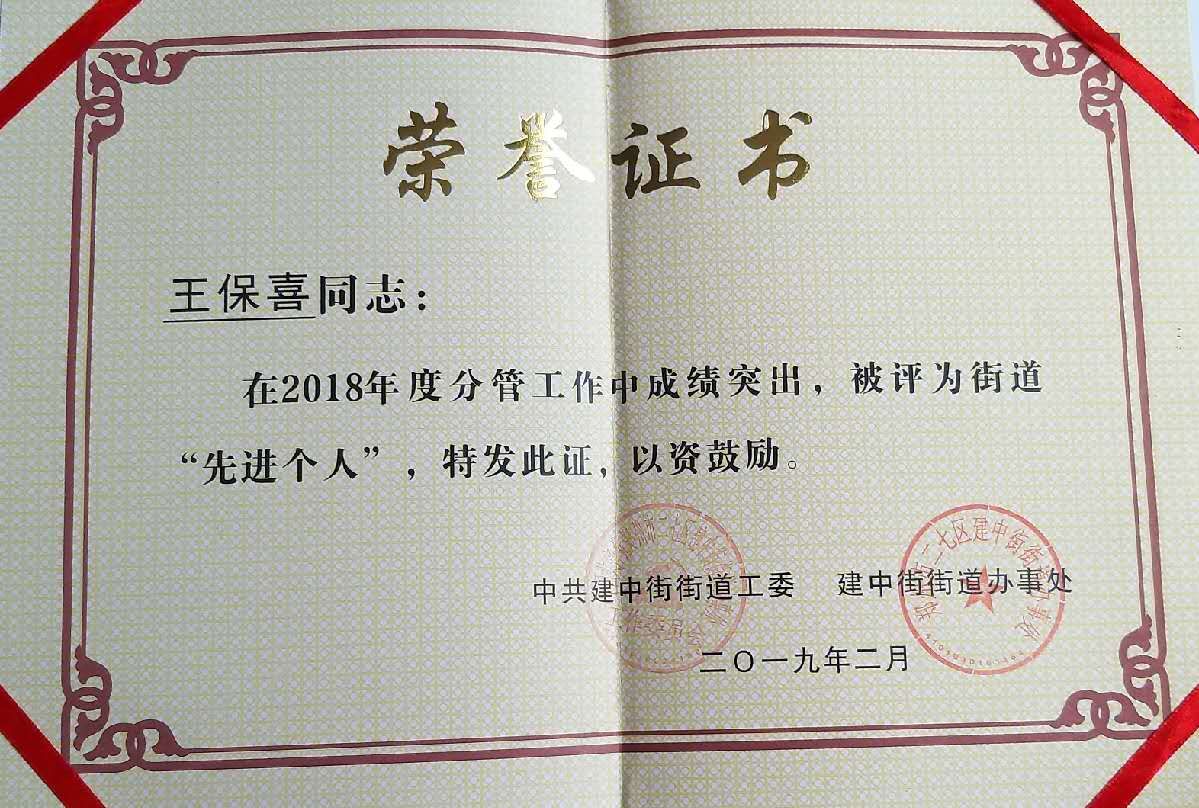 荣誉证书
王保喜同志：
在2018年度分管工作中成绩突出，被评为街道
“先进个人”，特发此证，以资鼓励。
中共建中街街道工委 建中街街道办事处
二〇一九年二月